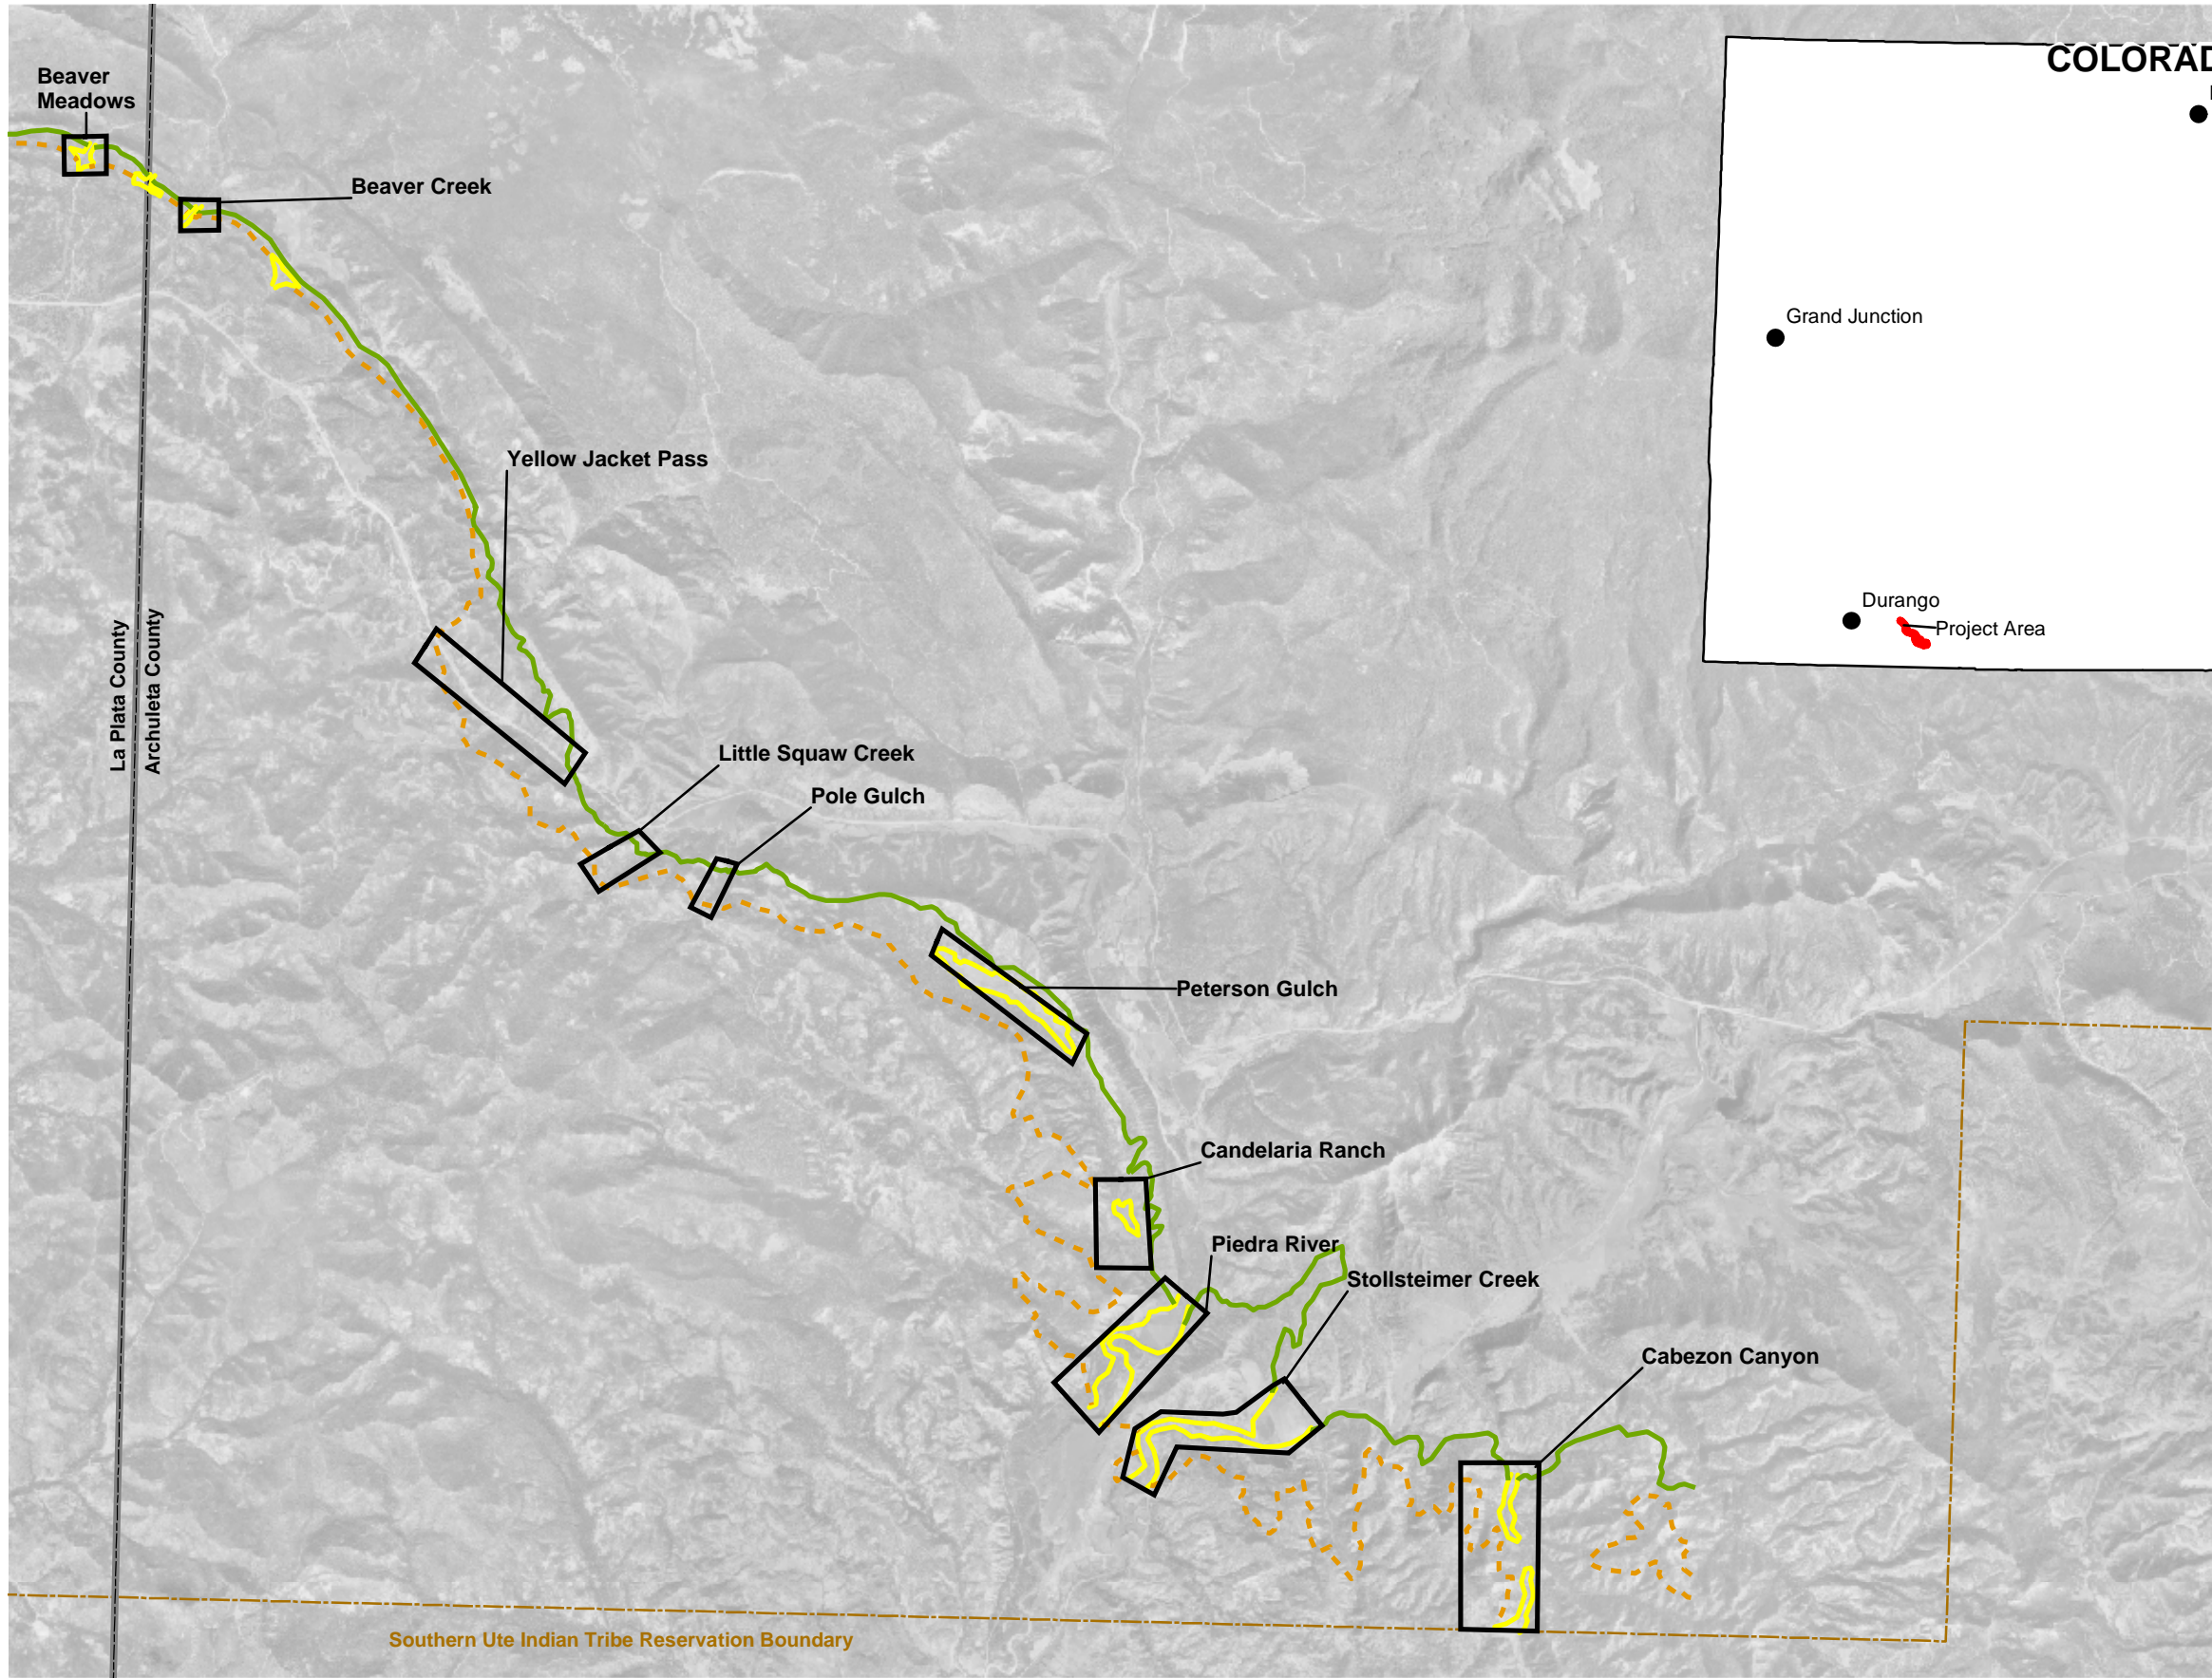 COLORAD
Beaver
Meadows
Beaver Creek
Grand Junction
Yellow Jacket Pass
Durango
Project Area
La Plata County
Archuleta County
Little Squaw Creek
Pole Gulch
Peterson Gulch
Candelaria Ranch
Piedra River
Stollsteimer Creek
Cabezon Canyon
Southern Ute Indian Tribe Reservation Boundary